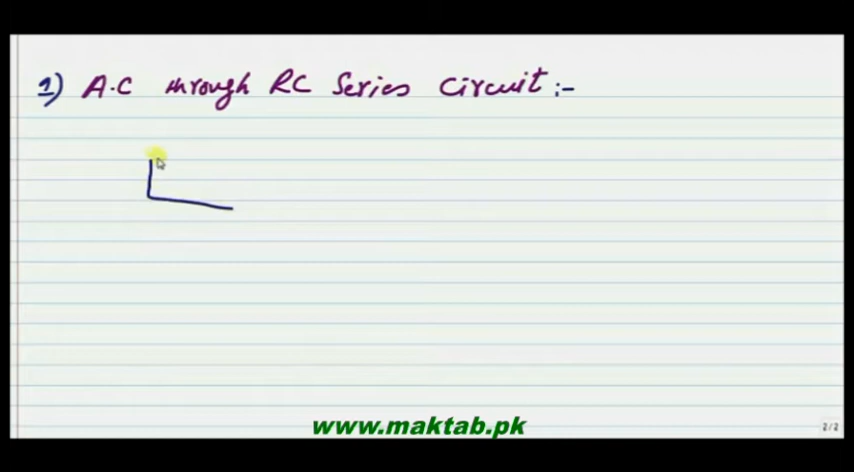 1) A.C through RC Series Circuit :-
www.maktab.pk
2/2